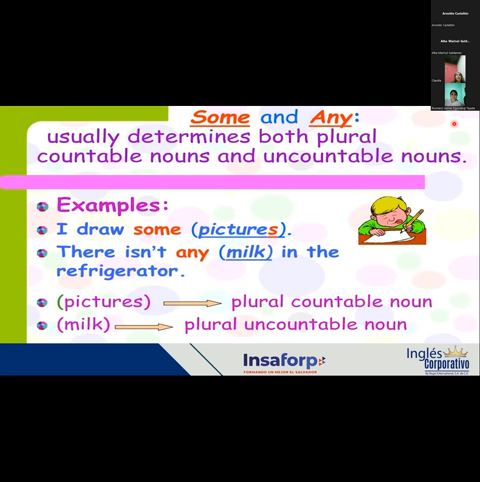 Some and Any:
usually determines both plural
countable nouns and uncountable nouns.
Examples:
I draw some (pictures).
There isn't any (milk) in the
refrigerator.
(pictures) plural countable noun
(milk) plural uncountable noun
Insaforp
FORMANDO UN MEJOR EL SALVADOR
Inglés
Corporativo